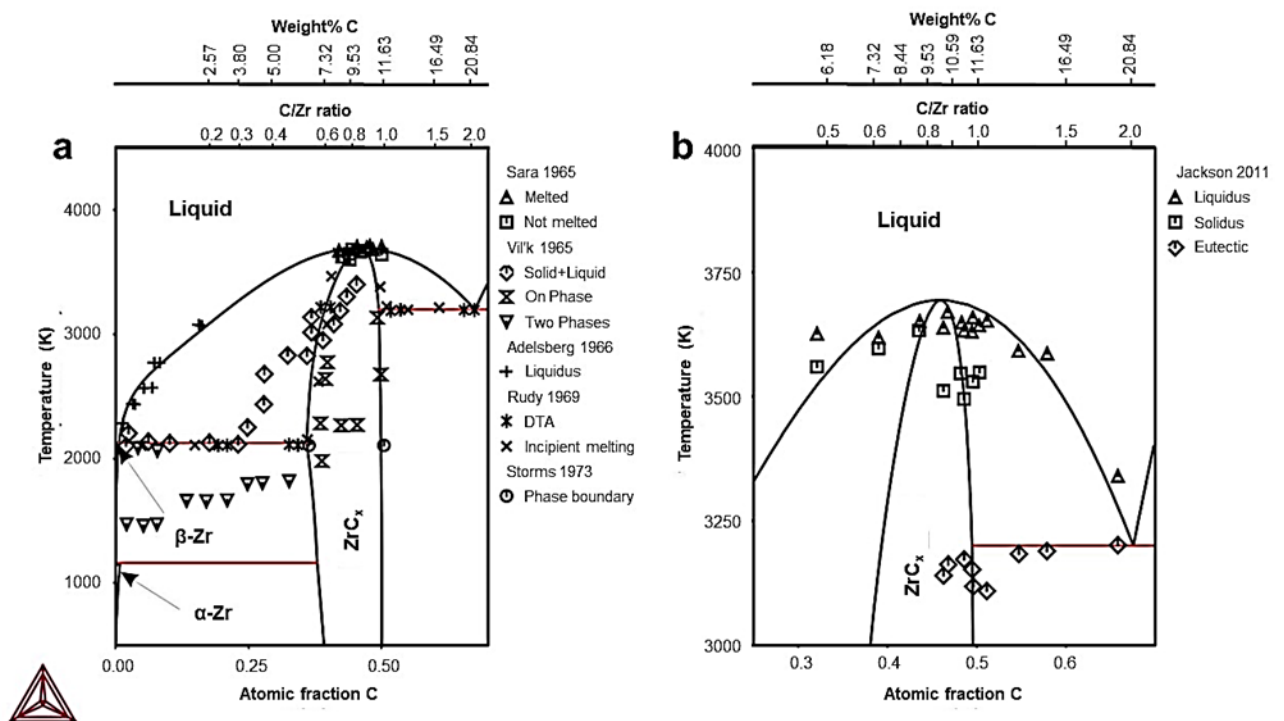 Weight% C
2.57 3.80 5.00 7.32 9.53 11.63 16.49 20.84
C/Zr ratio
0.2 0.3 0.4 0.6 0.8 1.0 1.5 2.0
a
Liquid
4000
3000
2000
1000
Temperature (K)
β-Zr
α-Zr
ZrCx
0.00 0.25 0.50
Atomic fraction C
Sara 1965
Melted
Not melted
Vil'k 1965
Solid+Liquid
On Phase
Two Phases
Adelsberg 1966
Liquidus
Rudy 1969
DTA
Incipient melting
Storms 1973
Phase boundary
Weight% C
6.18 7.32 8.44 9.53 10.59 11.63 16.49 20.84
C/Zr ratio
0.5 0.6 0.8 1.0 1.5 2.0
b
Liquid
4000
3750
3500
3250
3000
Temperature (K)
ZrCx
0.3 0.4 0.5 0.6
Atomic fraction C
Jackson 2011
Liquidus
Solidus
Eutectic